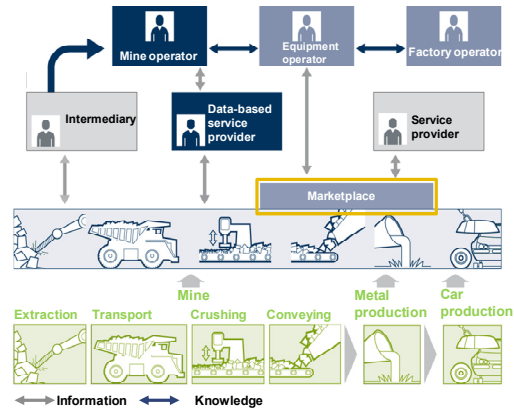 Mine operator
Equipment
operator
Factory operator
Intermediary
Data-based
service
provider
Service
provider
Marketplace
Mine
Metal
production
Car
production
Extraction
Transport
Crushing
Conveying
Information
Knowledge